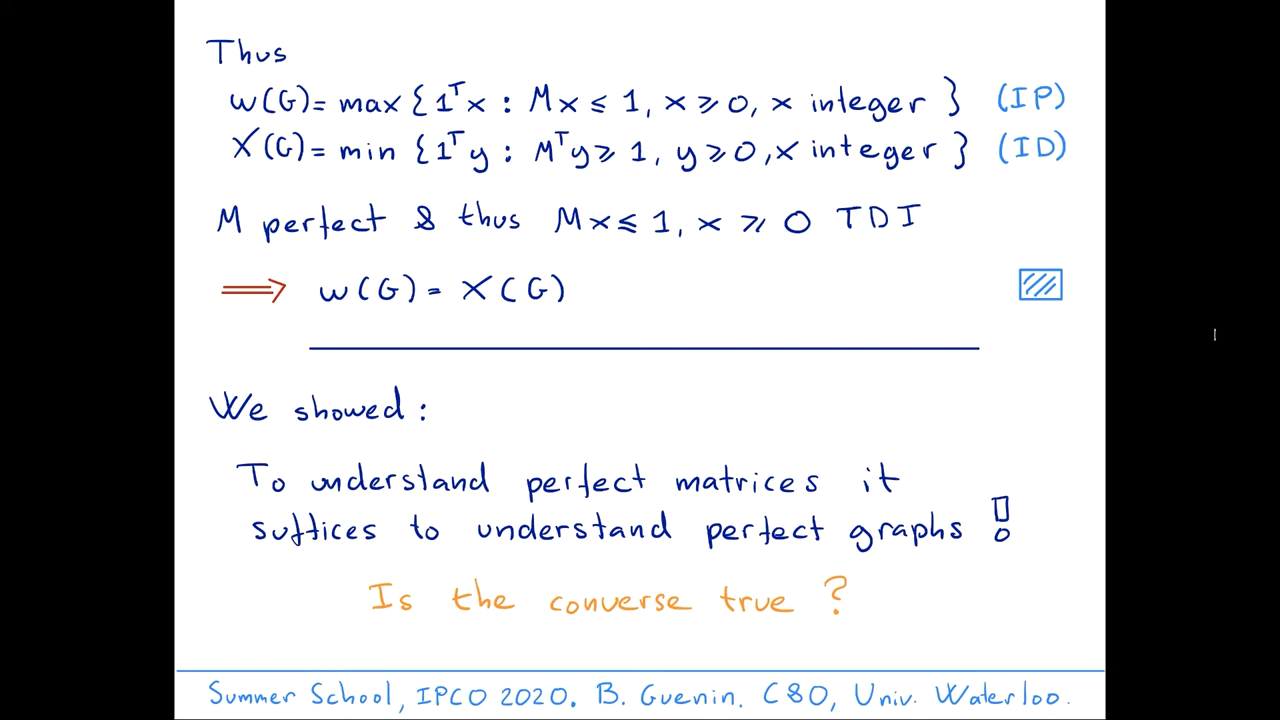 Thus
ω(G) = max {1ᵀx : Mx ≤ 1, x ≥ 0, x integer } (IP)
χ(G) = min {1ᵀy : Mᵀy ≥ 1, y ≥ 0, x integer } (ID)
M perfect & thus Mx ≤ 1, x ≥ 0 TDI
⟹ ω(G) = χ(G)
We showed :
To understand perfect matrices it
suffices to understand perfect graphs !
Is the converse true ?
Summer School, IPCO 2020. B. Guenin. C&O, Univ. Waterloo.